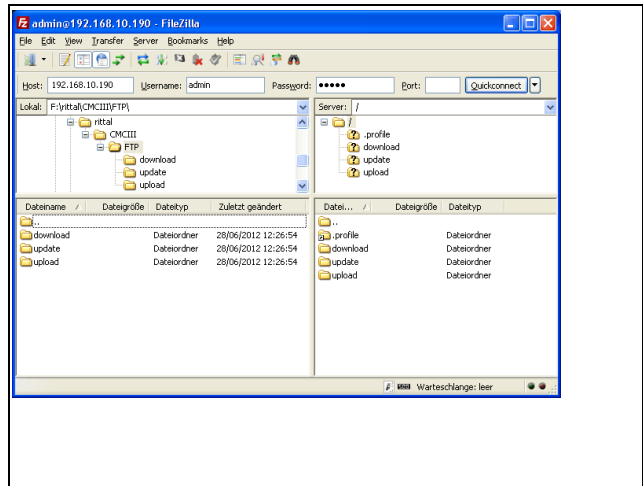 admin@192.168.10.190 - FileZilla
File Edit View Transfer Server Bookmarks Help
Host: 192.168.10.190 Username: admin Password: ●●●●● Port: Quickconnect
Lokal: F:\rittal\CMCIII\FTP\ Server: /
rittal
CMCIII
FTP
download
update
upload
/
.profile
download
update
upload
Dateiname / Dateigröße Dateityp Zuletzt geändert
..
download Dateiordner 28/06/2012 12:26:54
update Dateiordner 28/06/2012 12:26:54
upload Dateiordner 28/06/2012 12:26:54
Datei... / Dateigröße Dateityp
..
.profile Dateiordner
download Dateiordner
update Dateiordner
upload Dateiordner
Warteschlange: leer